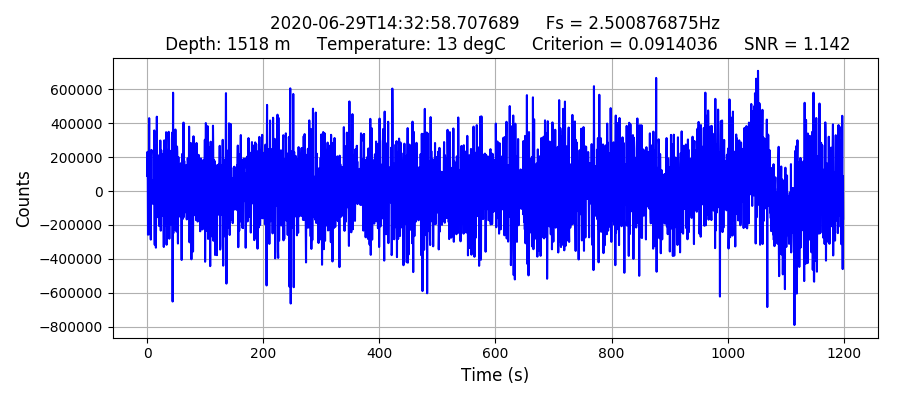 2020-06-29T14:32:58.707689 Fs = 2.500876875Hz
Depth: 1518 m Temperature: 13 degC Criterion = 0.0914036 SNR = 1.142
600000
400000
200000
0
−200000
−400000
−600000
−800000
Counts
0 200 400 600 800 1000 1200
Time (s)